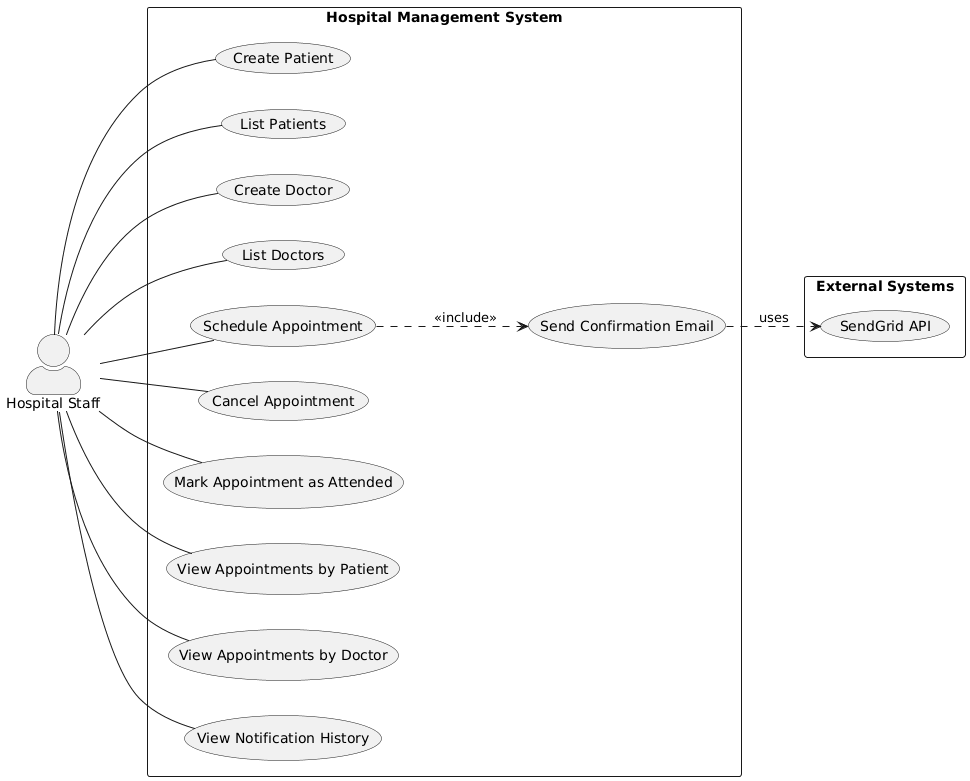 Hospital Management System
Create Patient
List Patients
Create Doctor
List Doctors
External Systems
Schedule Appointment
«include»
Send Confirmation Email
uses
SendGrid API
Hospital Staff
Cancel Appointment
Mark Appointment as Attended
View Appointments by Patient
View Appointments by Doctor
View Notification History